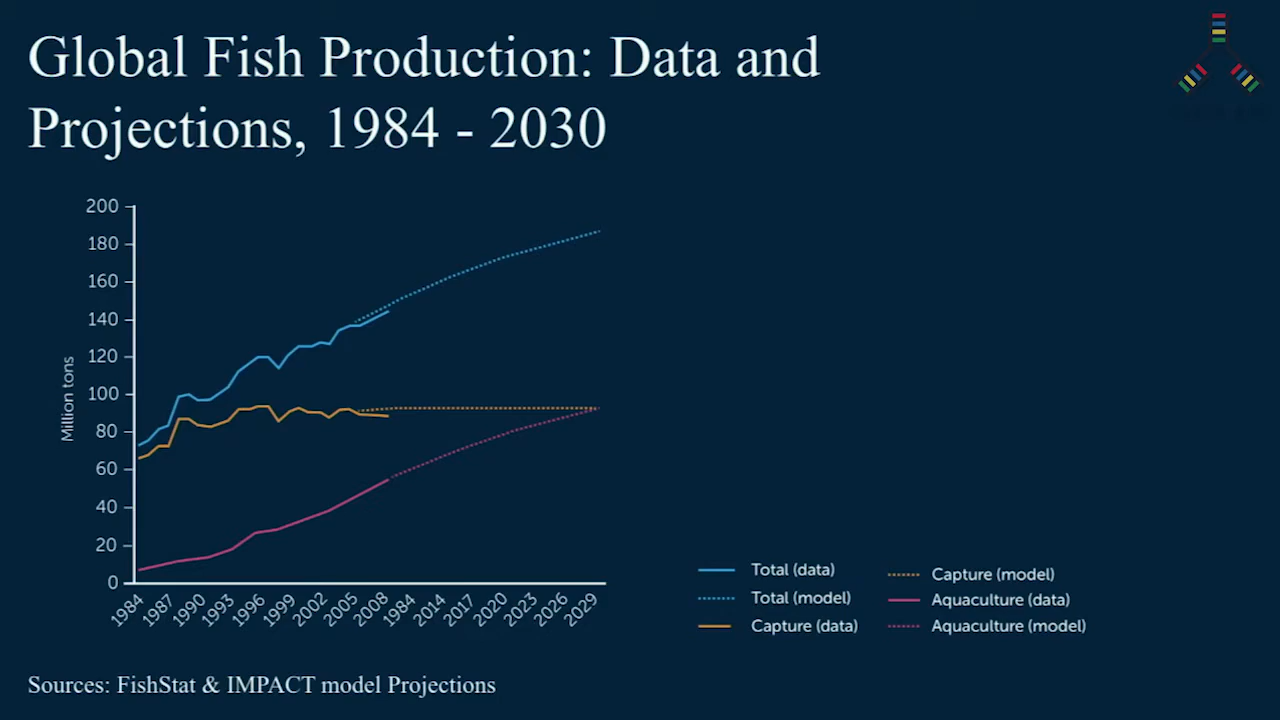 Global Fish Production: Data and
Projections, 1984 - 2030
200
180
160
140
120
100
80
60
40
20
0
Million tons
1984
1987
1990
1993
1996
1999
2002
2005
2008
1984
2014
2017
2020
2023
2026
2029
Total (data)
Total (model)
Capture (data)
Capture (model)
Aquaculture (data)
Aquaculture (model)
Sources: FishStat & IMPACT model Projections